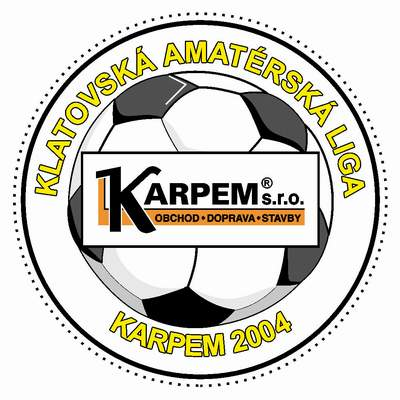 KLATOVSKÁ AMATÉRSKÁ LIGA
KARPEM® s.r.o.
OBCHOD • DOPRAVA • STAVBY
KARPEM 2004